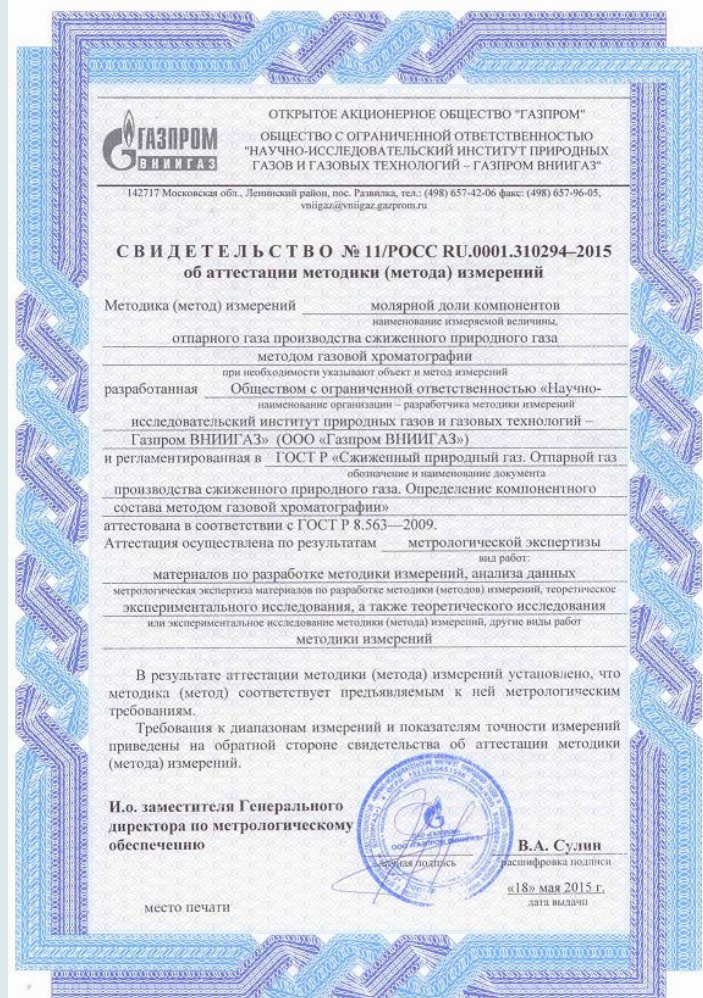 ГАЗПРОМ
ВНИИГАЗ
ОТКРЫТОЕ АКЦИОНЕРНОЕ ОБЩЕСТВО "ГАЗПРОМ"
ОБЩЕСТВО С ОГРАНИЧЕННОЙ ОТВЕТСТВЕННОСТЬЮ
"НАУЧНО-ИССЛЕДОВАТЕЛЬСКИЙ ИНСТИТУТ ПРИРОДНЫХ
ГАЗОВ И ГАЗОВЫХ ТЕХНОЛОГИЙ – ГАЗПРОМ ВНИИГАЗ"
142717 Московская обл., Ленинский район, пос. Развилка, тел.: (498) 657-42-06 факс: (498) 657-96-05,
vniigaz@vniigaz.gazprom.ru
СВИДЕТЕЛЬСТВО № 11/РОСС RU.0001.310294–2015
об аттестации методики (метода) измерений
Методика (метод) измерений молярной доли компонентов
наименование измеряемой величины,
отпарного газа производства сжиженного природного газа
методом газовой хроматографии
при необходимости указывают объект и метод измерений
разработанная Обществом с ограниченной ответственностью «Научно-
наименование организации – разработчика методики измерений
исследовательский институт природных газов и газовых технологий –
Газпром ВНИИГАЗ» (ООО «Газпром ВНИИГАЗ»)
и регламентированная в ГОСТ Р «Сжиженный природный газ. Отпарной газ
обозначение и наименование документа
производства сжиженного природного газа. Определение компонентного
состава методом газовой хроматографии»
аттестована в соответствии с ГОСТ Р 8.563—2009.
Аттестация осуществлена по результатам метрологической экспертизы
вид работ:
материалов по разработке методики измерений, анализа данных
метрологическая экспертиза материалов по разработке методики (методов) измерений, теоретическое
экспериментального исследования, а также теоретического исследования
или экспериментальное исследование методики (метода) измерений, другие виды работ
методики измерений
В результате аттестации методики (метода) измерений установлено, что
методика (метод) соответствует предъявляемым к ней метрологическим
требованиям.
Требования к диапазонам измерений и показателям точности измерений
приведены на обратной стороне свидетельства об аттестации методики
(метода) измерений.
И.о. заместителя Генерального
директора по метрологическому
обеспечению
ОАО «ГАЗПРОМ»
ООО «ГАЗПРОМ ВНИИГАЗ»
В.А. Сулин
личная подпись расшифровка подписи
«18» мая 2015 г.
дата выдачи
место печати